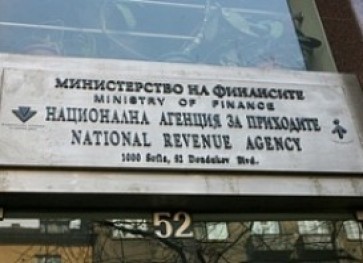 МИНИСТЕРСТВО НА ФИНАНСИТЕ
MINISTRY OF FINANCE
НАЦИОНАЛНА АГЕНЦИЯ ЗА ПРИХОДИТЕ
NATIONAL REVENUE AGENCY
1000 Sofia, 52 Dondukov Blvd.
52